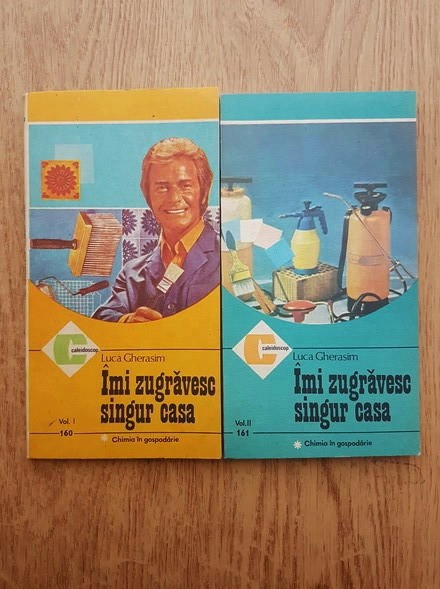 caleidoscop
Luca Gherasim
Îmi zugrăvesc
singur casa
Vol. I
160
Chimia în gospodărie
caleidoscop
Luca Gherasim
Îmi zugrăvesc
singur casa
Vol. II
161
Chimia în gospodărie